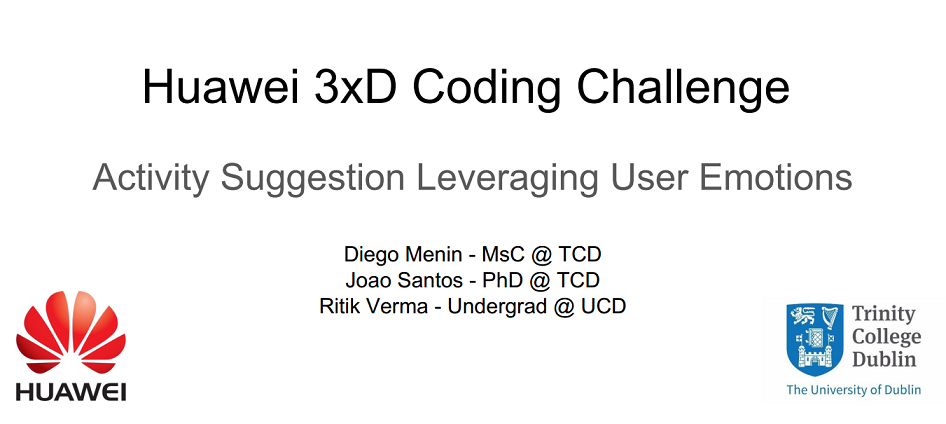 Huawei 3xD Coding Challenge
Activity Suggestion Leveraging User Emotions
Diego Menin - MsC @ TCD
Joao Santos - PhD @ TCD
Ritik Verma - Undergrad @ UCD
HUAWEI
Trinity
College
Dublin
The University of Dublin